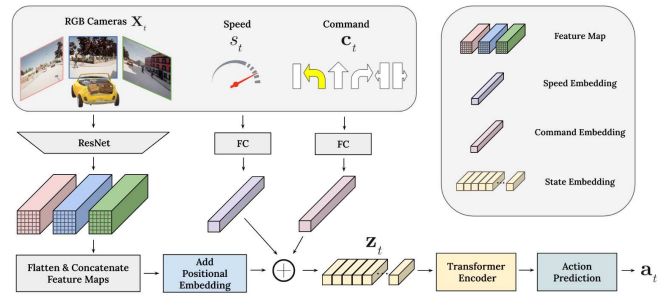 RGB Cameras X_t
Speed
s_t
Command
c_t
ResNet
FC
FC
Flatten & Concatenate
Feature Maps
Add
Positional
Embedding
z_t
Transformer
Encoder
Action
Prediction
a_t
Feature Map
Speed Embedding
Command Embedding
State Embedding